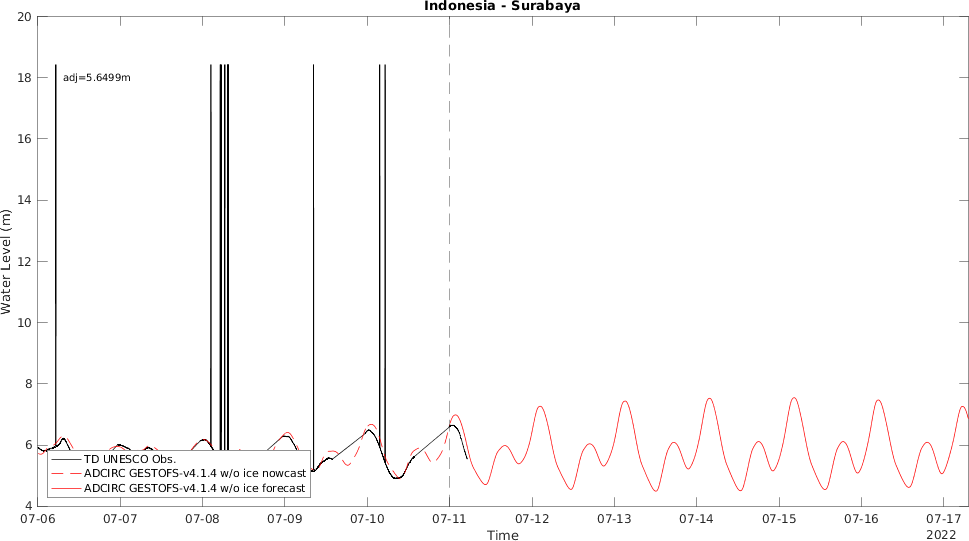 Indonesia - Surabaya
20
18
16
14
12
10
8
6
4
Water Level (m)
adj=5.6499m
TD UNESCO Obs.
ADCIRC GESTOFS-v4.1.4 w/o ice nowcast
ADCIRC GESTOFS-v4.1.4 w/o ice forecast
07-06 07-07 07-08 07-09 07-10 07-11 07-12 07-13 07-14 07-15 07-16 07-17
2022
Time